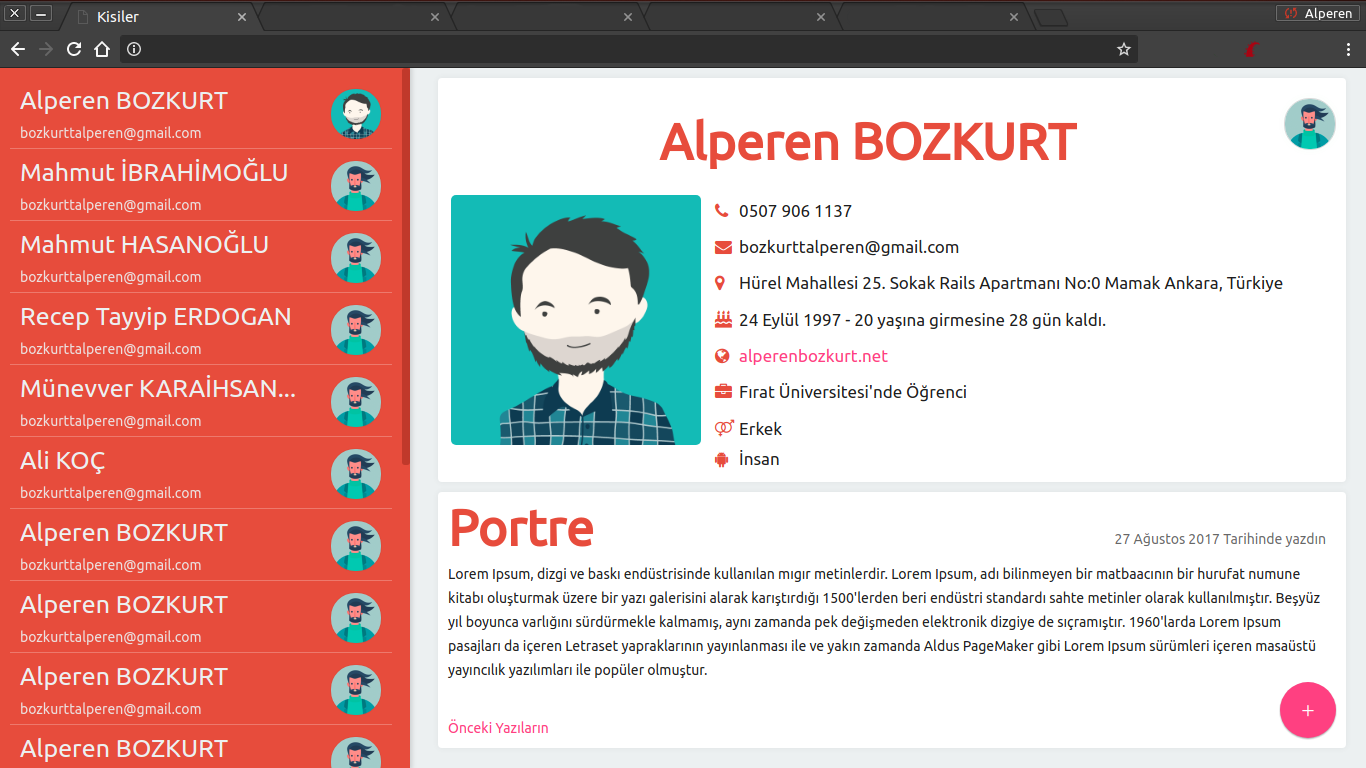 Kisiler
Alperen
Alperen BOZKURT
bozkurttalperen@gmail.com
Mahmut İBRAHİMOĞLU
bozkurttalperen@gmail.com
Mahmut HASANOĞLU
bozkurttalperen@gmail.com
Recep Tayyip ERDOGAN
bozkurttalperen@gmail.com
Münevver KARAİHSAN...
bozkurttalperen@gmail.com
Ali KOÇ
bozkurttalperen@gmail.com
Alperen BOZKURT
bozkurttalperen@gmail.com
Alperen BOZKURT
bozkurttalperen@gmail.com
Alperen BOZKURT
bozkurttalperen@gmail.com
Alperen BOZKURT
Alperen BOZKURT
0507 906 1137
bozkurttalperen@gmail.com
Hürel Mahallesi 25. Sokak Rails Apartmanı No:0 Mamak Ankara, Türkiye
24 Eylül 1997 - 20 yaşına girmesine 28 gün kaldı.
alperenbozkurt.net
Fırat Üniversitesi'nde Öğrenci
Erkek
İnsan
Portre
27 Ağustos 2017 Tarihinde yazdın
Lorem Ipsum, dizgi ve baskı endüstrisinde kullanılan mıgır metinlerdir. Lorem Ipsum, adı bilinmeyen bir matbaacının bir hurufat numune
kitabı oluşturmak üzere bir yazı galerisini alarak karıştırdığı 1500'lerden beri endüstri standardı sahte metinler olarak kullanılmıştır. Beşyüz
yıl boyunca varlığını sürdürmekle kalmamış, aynı zamanda pek değişmeden elektronik dizgiye de sıçramıştır. 1960'larda Lorem Ipsum
pasajları da içeren Letraset yapraklarının yayınlanması ile ve yakın zamanda Aldus PageMaker gibi Lorem Ipsum sürümleri içeren masaüstü
yayıncılık yazılımları ile popüler olmuştur.
Önceki Yazıların
+